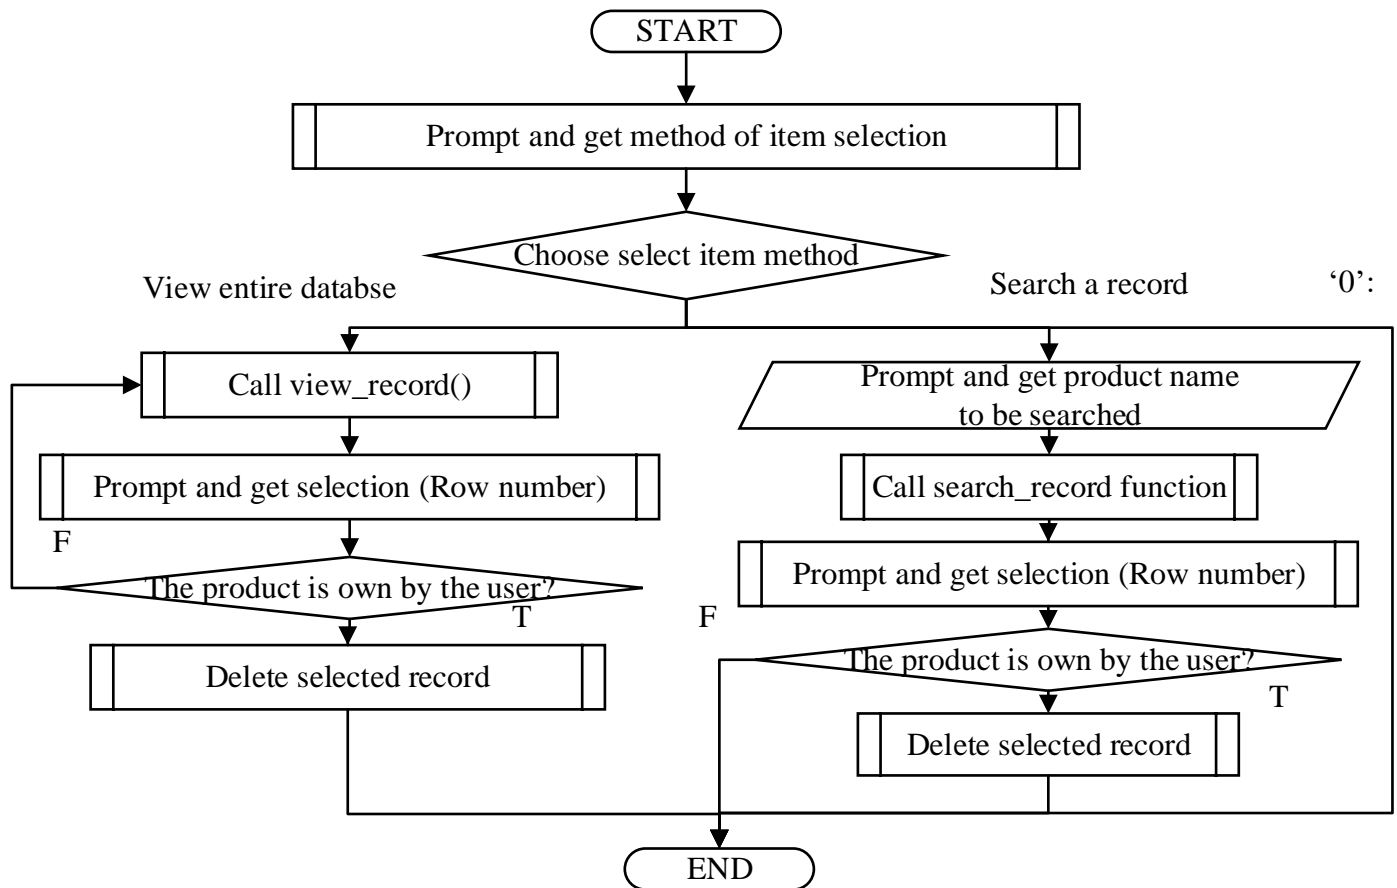 START
Prompt and get method of item selection
Choose select item method
View entire databse
Search a record
‘0’:
Call view_record()
Prompt and get product name
to be searched
Prompt and get selection (Row number)
Call search_record function
F
The product is own by the user?
T
Prompt and get selection (Row number)
F
Delete selected record
The product is own by the user?
T
Delete selected record
END